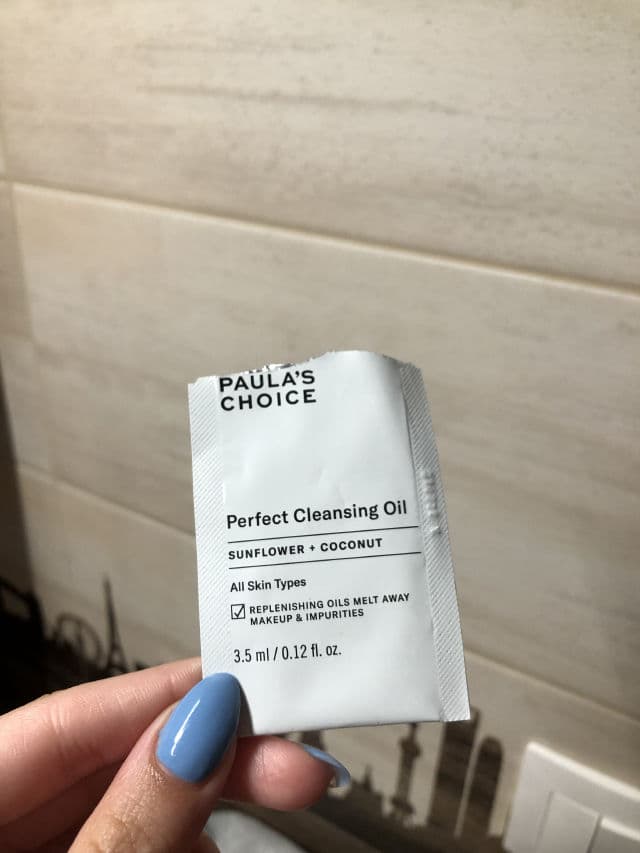 PAULA'S
CHOICE
Perfect Cleansing Oil
SUNFLOWER + COCONUT
All Skin Types
REPLENISHING OILS MELT AWAY
MAKEUP & IMPURITIES
3.5 ml / 0.12 fl. oz.